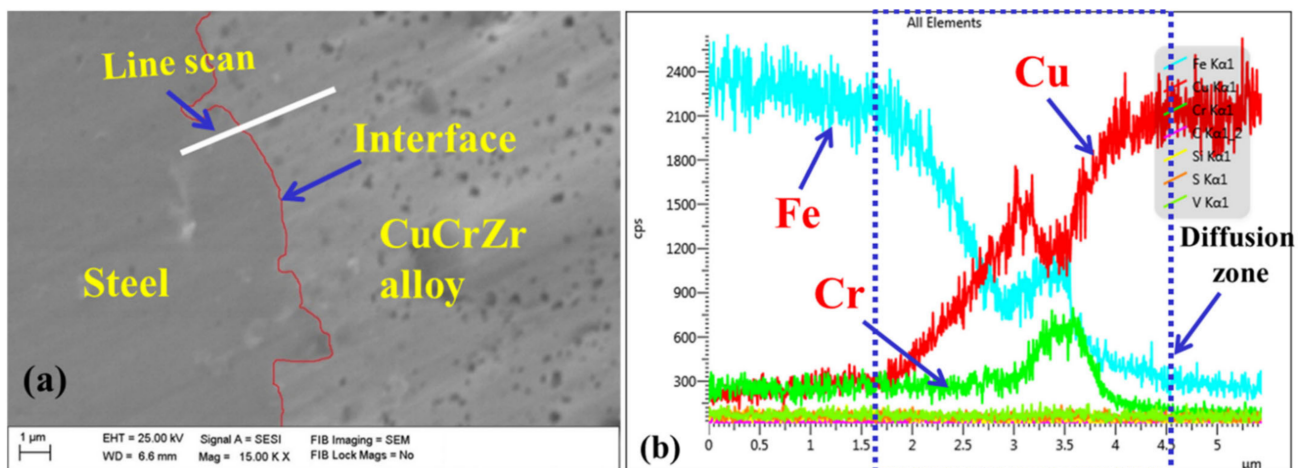 Line scan
Interface
CuCrZr
alloy
Steel
(a)
1 µm
EHT = 25.00 kV
Signal A = SESI
FIB Imaging = SEM
WD = 6.6 mm
Mag = 15.00 K X
FIB Lock Mags = No
All Elements
2400
2100
1800
1500
1200
900
600
300
cps
Cu
Fe
Cr
Fe Kα1
Cu Kα1
Cr Kα1
C Kα1_2
Si Kα1
S Kα1
V Kα1
Diffusion
zone
0 0.5 1 1.5 2 2.5 3 3.5 4 4.5 5
µm
(b)